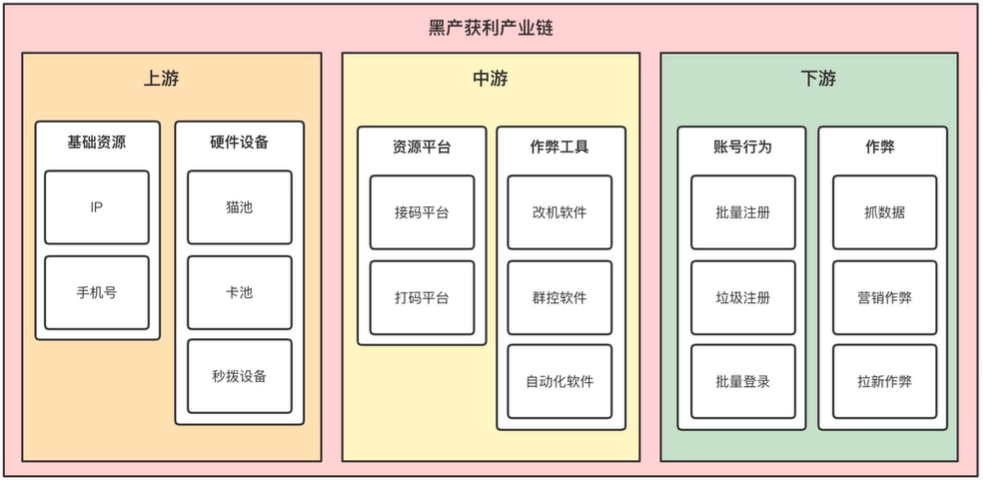 黑产获利产业链
上游
基础资源
IP
手机号
硬件设备
猫池
卡池
秒拨设备
中游
资源平台
接码平台
打码平台
作弊工具
改机软件
群控软件
自动化软件
下游
账号行为
批量注册
垃圾注册
批量登录
作弊
抓数据
营销作弊
拉新作弊